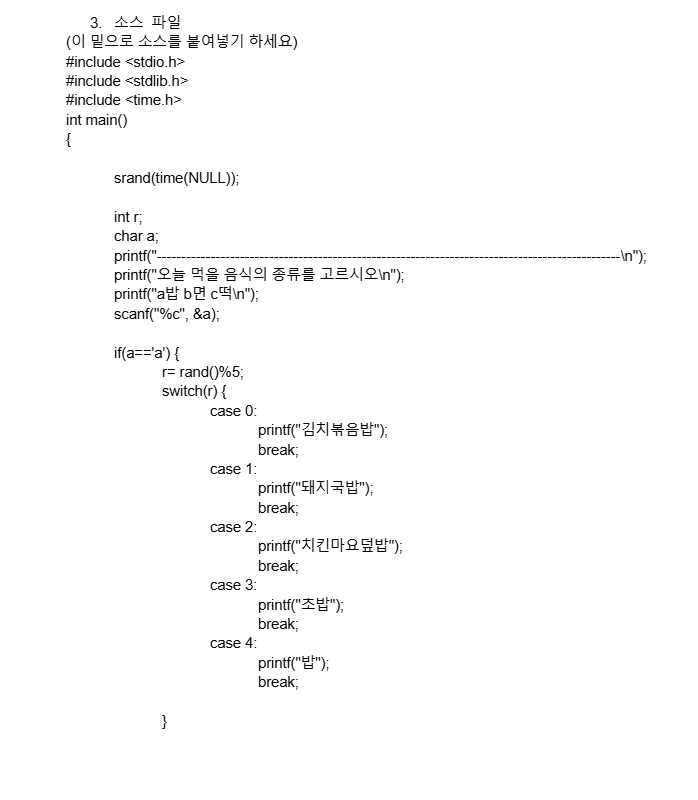 3. 소스 파일
(이 밑으로 소스를 붙여넣기 하세요)
#include <stdio.h>
#include <stdlib.h>
#include <time.h>
int main()
{
srand(time(NULL));
int r;
char a;
printf("-----------------------------------------------------------------------------------------------\n");
printf("오늘 먹을 음식의 종류를 고르시오\n");
printf("a밥 b면 c떡\n");
scanf("%c", &a);
if(a=='a') {
r= rand()%5;
switch(r) {
case 0:
printf("김치볶음밥");
break;
case 1:
printf("돼지국밥");
break;
case 2:
printf("치킨마요덮밥");
break;
case 3:
printf("초밥");
break;
case 4:
printf("밥");
break;
}